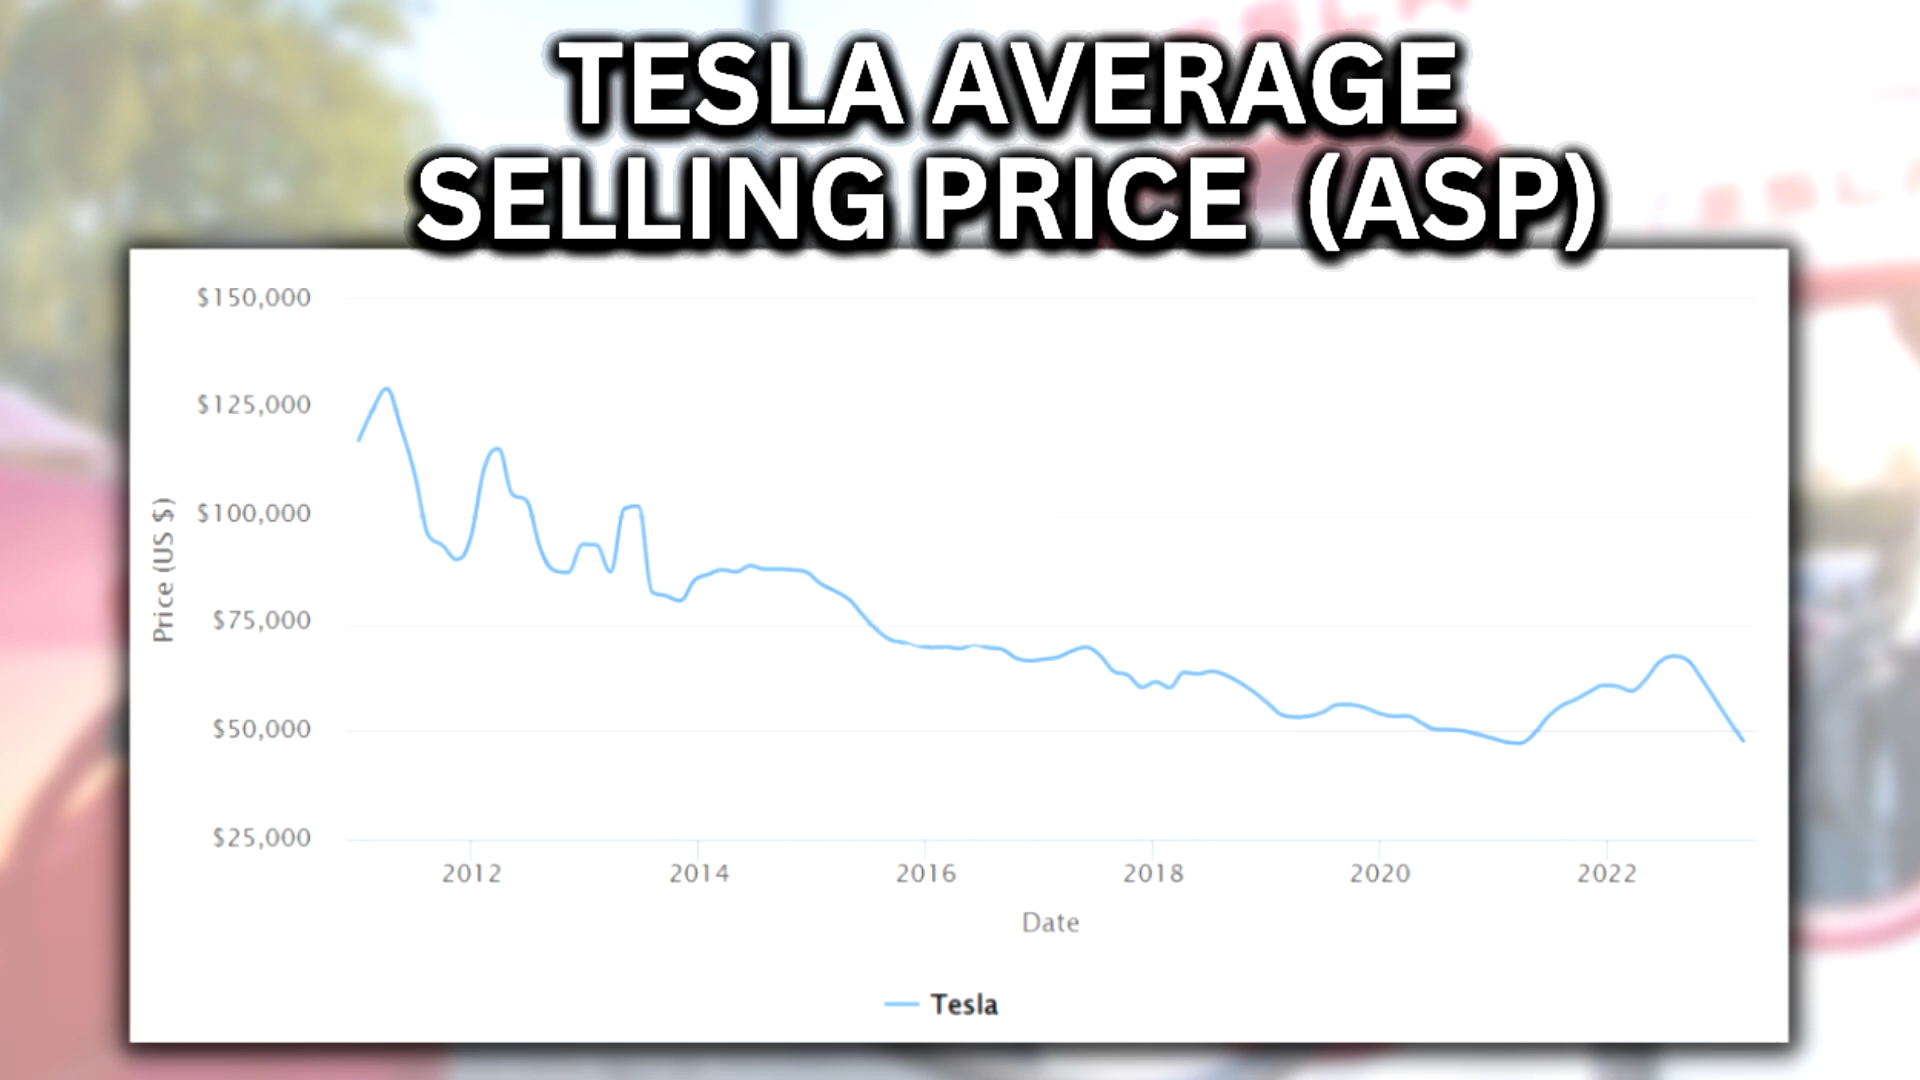 TESLA AVERAGE
SELLING PRICE (ASP)
$150,000
$125,000
$100,000
$75,000
$50,000
$25,000
Price (US $)
2012 2014 2016 2018 2020 2022
Date
Tesla